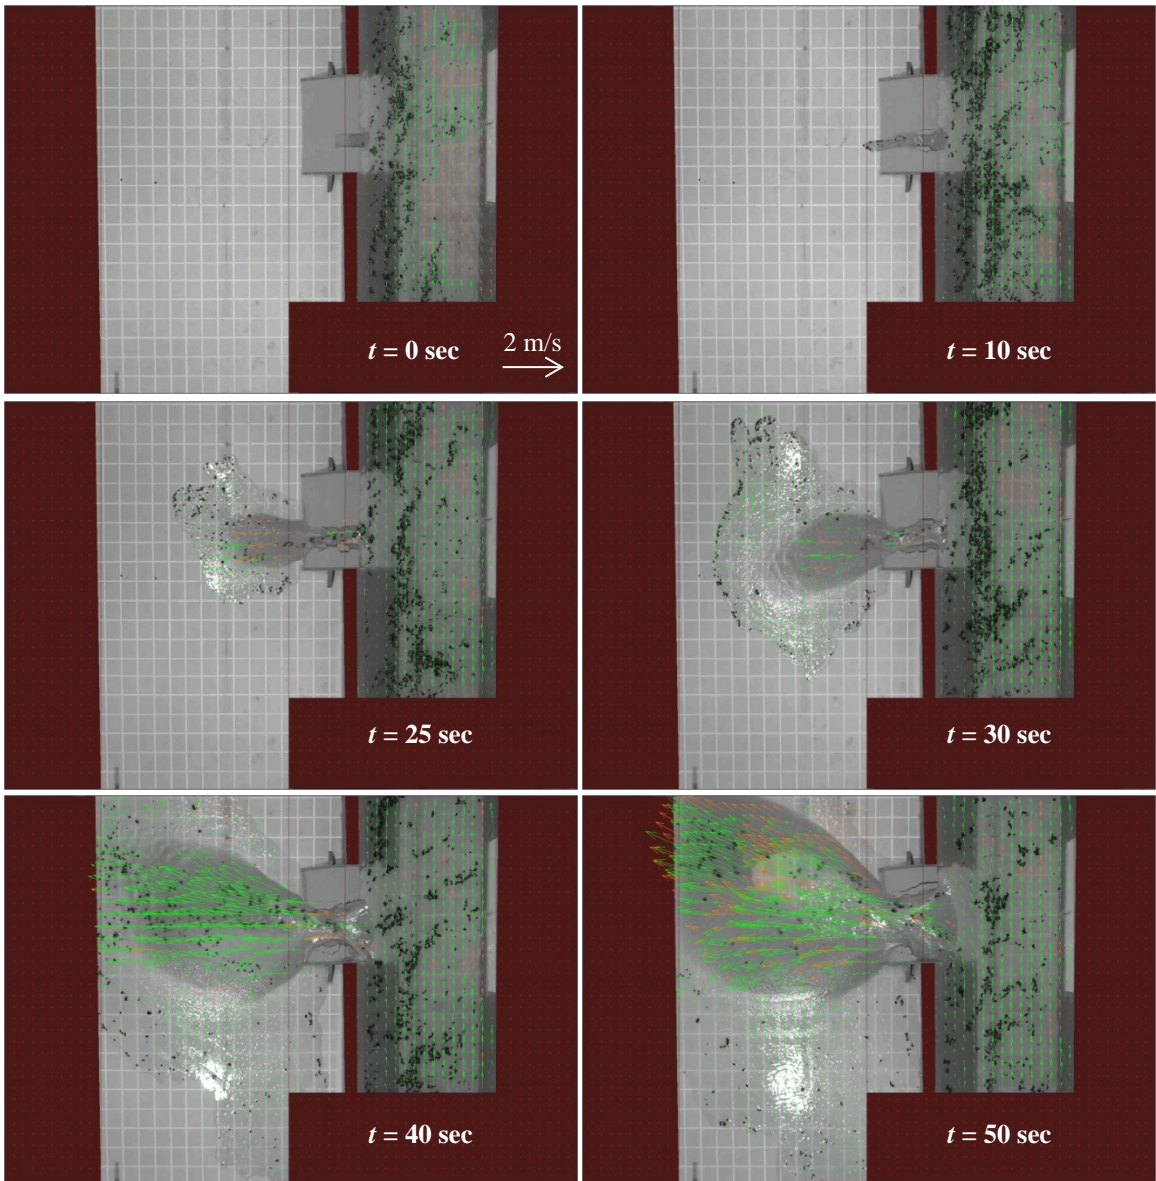 t = 0 sec
2 m/s
t = 10 sec
t = 25 sec
t = 30 sec
t = 40 sec
t = 50 sec